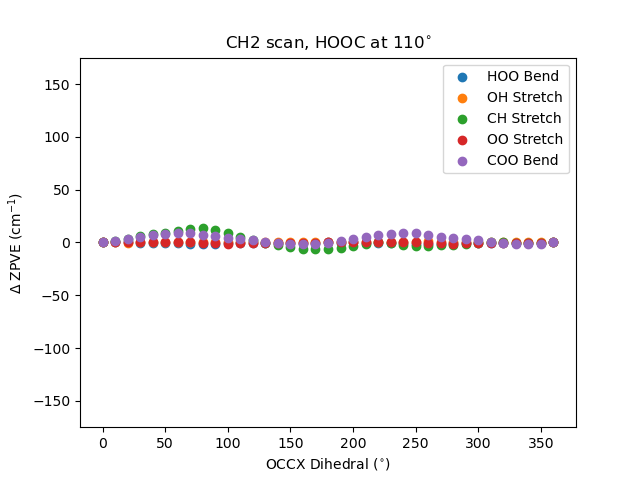 CH2 scan, HOOC at 110°
HOO Bend
OH Stretch
CH Stretch
OO Stretch
COO Bend
150
100
50
0
−50
−100
−150
Δ ZPVE (cm⁻¹)
0 50 100 150 200 250 300 350
OCCX Dihedral (°)